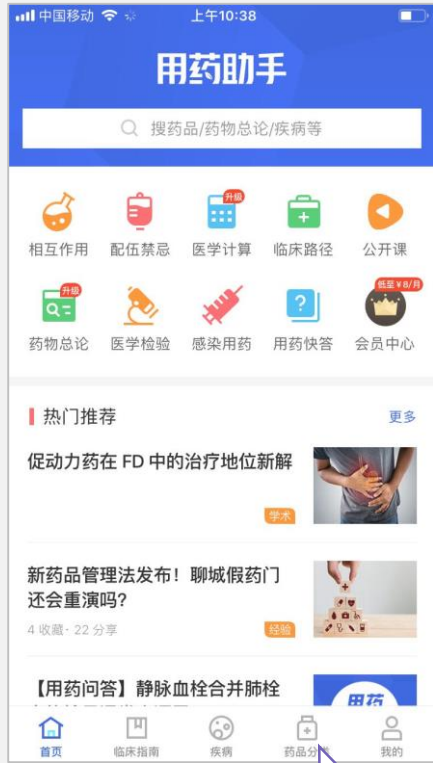 中国移动 上午10:38
用药助手
搜药品/药物总论/疾病等
升级
相互作用 配伍禁忌 医学计算 临床路径 公开课
升级 低至¥8/月
药物总论 医学检验 感染用药 用药快答 会员中心
热门推荐 更多
促动力药在 FD 中的治疗地位新解
学术
新药品管理法发布！聊城假药门
还会重演吗?
4 收藏· 22 分享 经验
【用药问答】静脉血栓合并肺栓
用药
首页 临床指南 疾病 药品分 我的